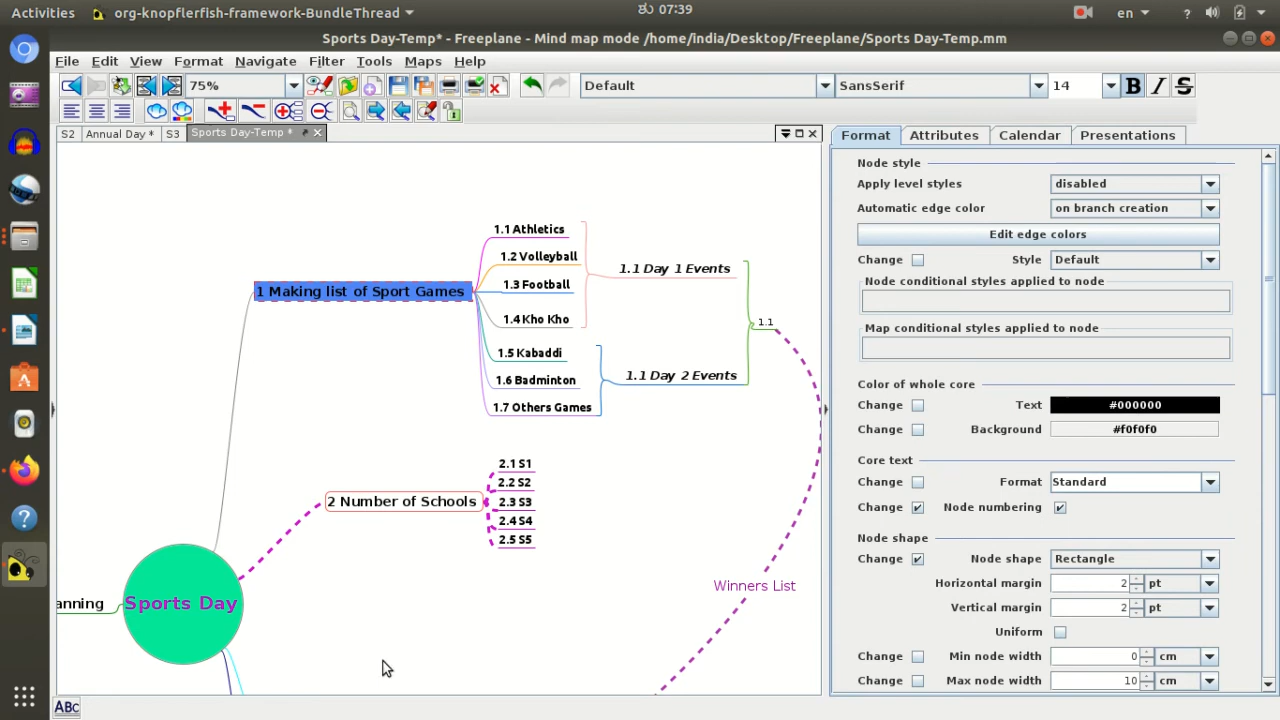 Activities
org-knopflerfish-framework-BundleThread
07:39
en
?
Sports Day-Temp* - Freeplane - Mind map mode /home/india/Desktop/Freeplane/Sports Day-Temp.mm
File Edit View Format Navigate Filter Tools Maps Help
75%
Default
SansSerif
14
B I S
S2
Annual Day *
S3
Sports Day-Temp *
Format
Attributes
Calendar
Presentations
1 Making list of Sport Games
1.1 Athletics
1.2 Volleyball
1.3 Football
1.4 Kho Kho
1.5 Kabaddi
1.6 Badminton
1.7 Others Games
1.1 Day 1 Events
1.1 Day 2 Events
1.1
2 Number of Schools
2.1 S1
2.2 S2
2.3 S3
2.4 S4
2.5 S5
Winners List
anning
Sports Day
ABc
Node style
Apply level styles disabled
Automatic edge color on branch creation
Edit edge colors
Change Style Default
Node conditional styles applied to node
Map conditional styles applied to node
Color of whole core
Change Text #000000
Change Background #f0f0f0
Core text
Change Format Standard
Change Node numbering
Node shape
Change Node shape Rectangle
Horizontal margin 2 pt
Vertical margin 2 pt
Uniform
Change Min node width 0 cm
Change Max node width 10 cm